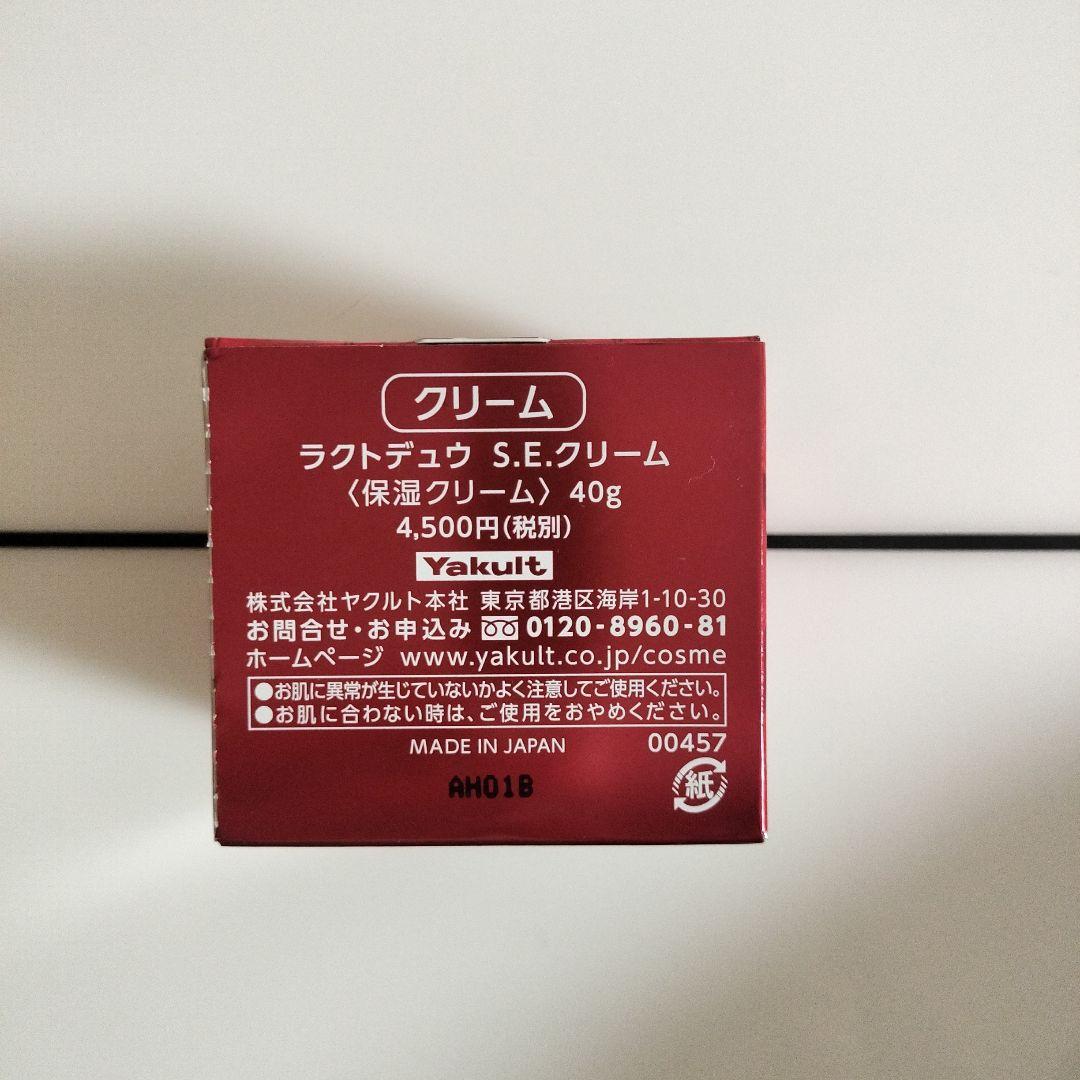 クリーム
ラクトデュウ S.E.クリーム
〈保湿クリーム〉 40g
4,500円(税別)
Yakult
株式会社ヤクルト本社 東京都港区海岸1-10-30
お問合せ・お申込み 0120-8960-81
ホームページ www.yakult.co.jp/cosme
●お肌に異常が生じていないかよく注意してご使用ください。
●お肌に合わない時は、ご使用をおやめください。
MADE IN JAPAN 00457
AH01B
紙